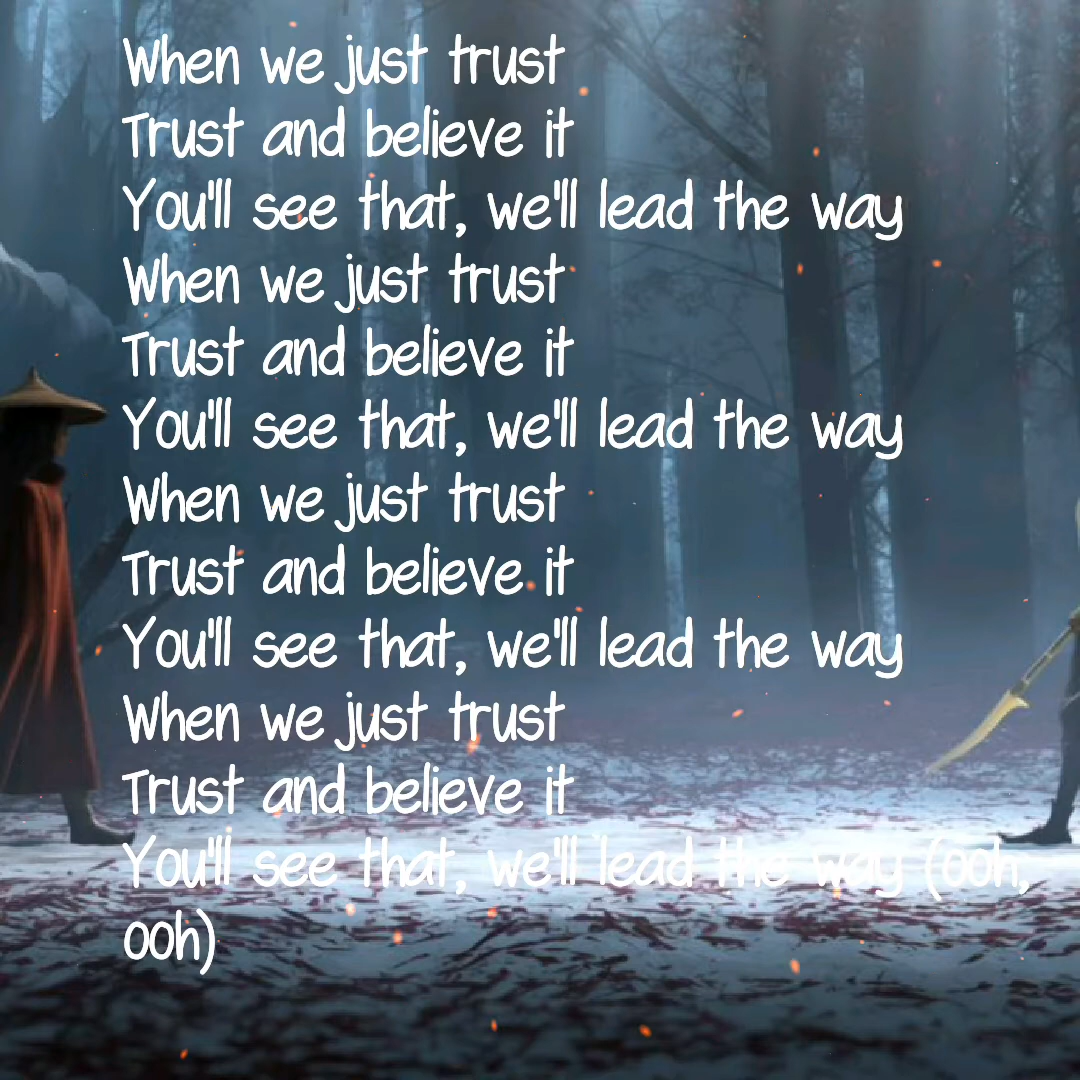 When we just trust
Trust and believe it
You'll see that, we'll lead the way
When we just trust
Trust and believe it
You'll see that, we'll lead the way
When we just trust
Trust and believe it
You'll see that, we'll lead the way
When we just trust
Trust and believe it
You'll see that, we'll lead the way (ooh,
ooh)